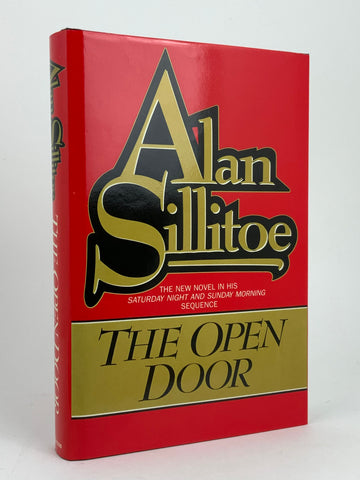 Alan
Sillitoe
THE NEW NOVEL IN HIS
SATURDAY NIGHT AND SUNDAY MORNING
SEQUENCE
THE OPEN
DOOR
Alan Sillitoe
THE OPEN DOOR